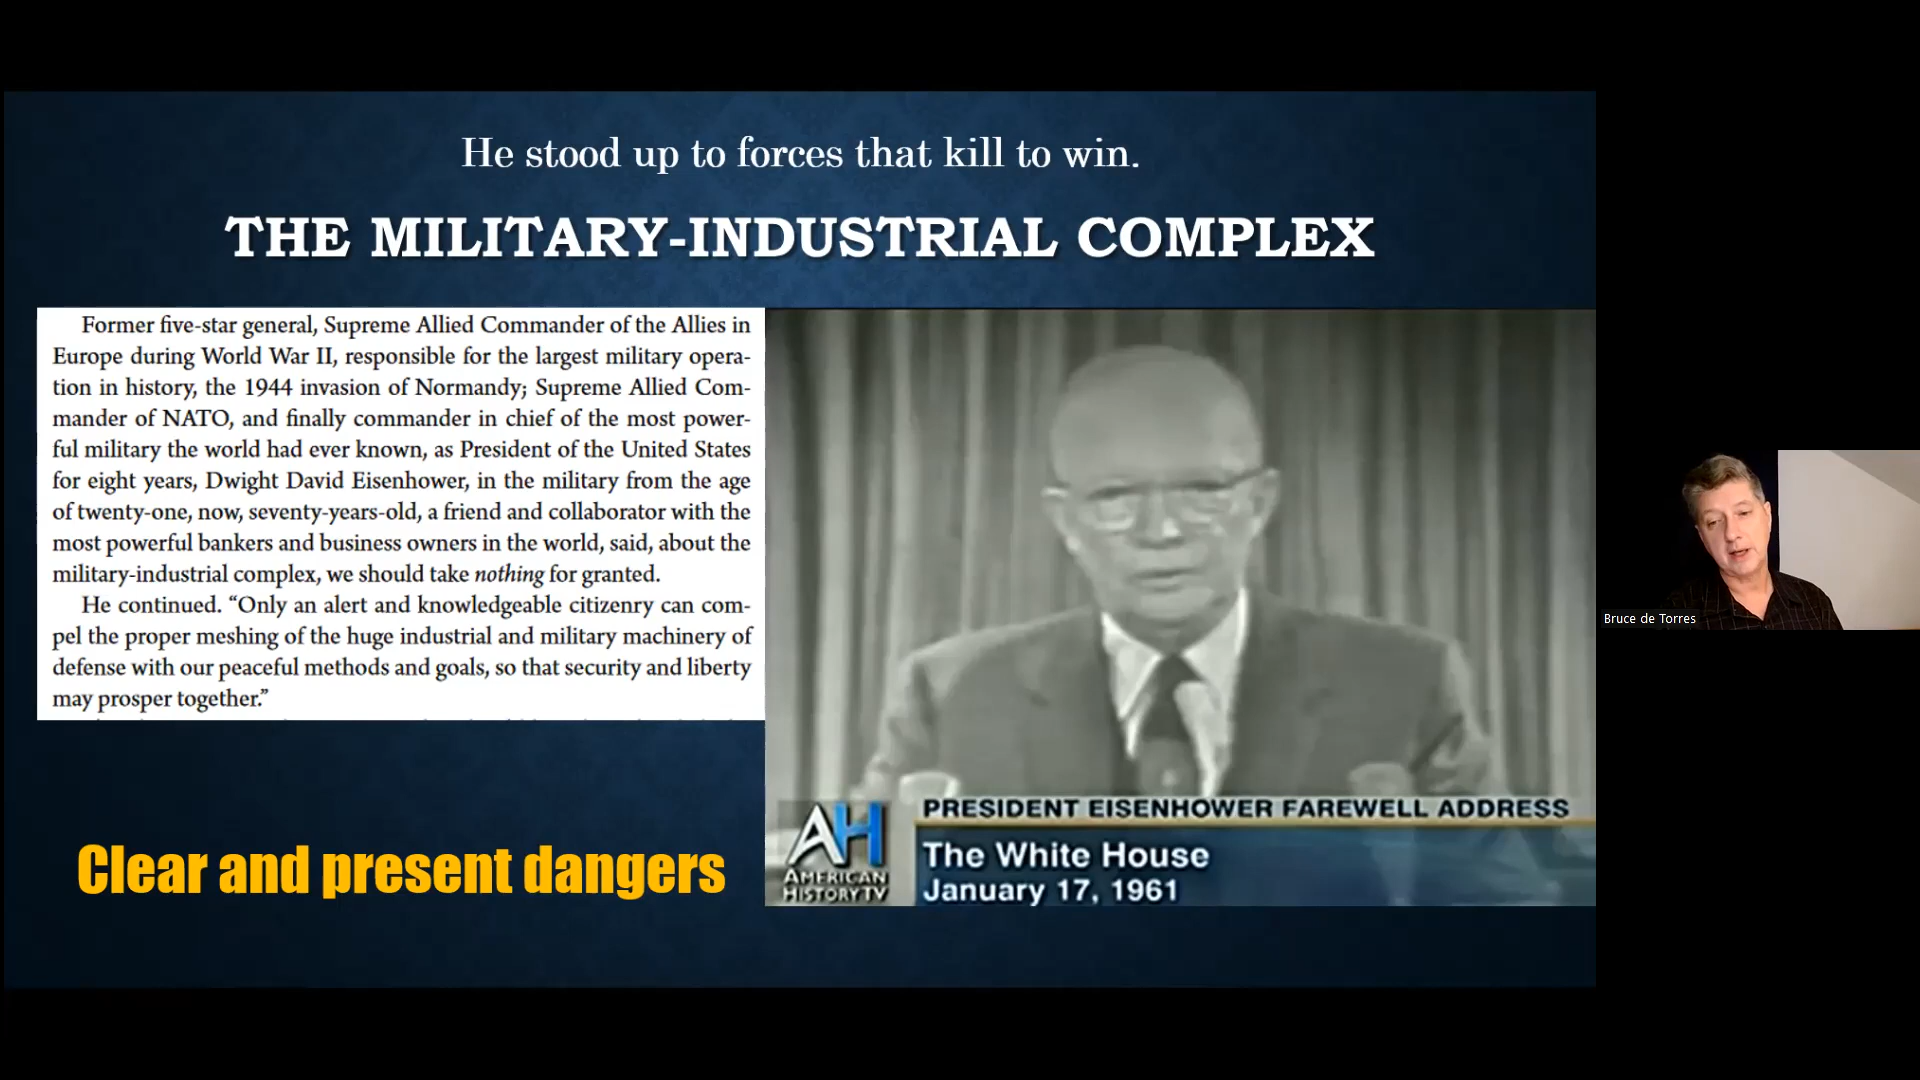 He stood up to forces that kill to win.
THE MILITARY-INDUSTRIAL COMPLEX
Former five-star general, Supreme Allied Commander of the Allies in
Europe during World War II, responsible for the largest military opera-
tion in history, the 1944 invasion of Normandy; Supreme Allied Com-
mander of NATO, and finally commander in chief of the most power-
ful military the world had ever known, as President of the United States
for eight years, Dwight David Eisenhower, in the military from the age
of twenty-one, now, seventy-years-old, a friend and collaborator with the
most powerful bankers and business owners in the world, said, about the
military-industrial complex, we should take nothing for granted.
He continued. “Only an alert and knowledgeable citizenry can com-
pel the proper meshing of the huge industrial and military machinery of
defense with our peaceful methods and goals, so that security and liberty
may prosper together.”
Clear and present dangers
AH
AMERICAN
HISTORY TV
PRESIDENT EISENHOWER FAREWELL ADDRESS
The White House
January 17, 1961
Bruce de Torres